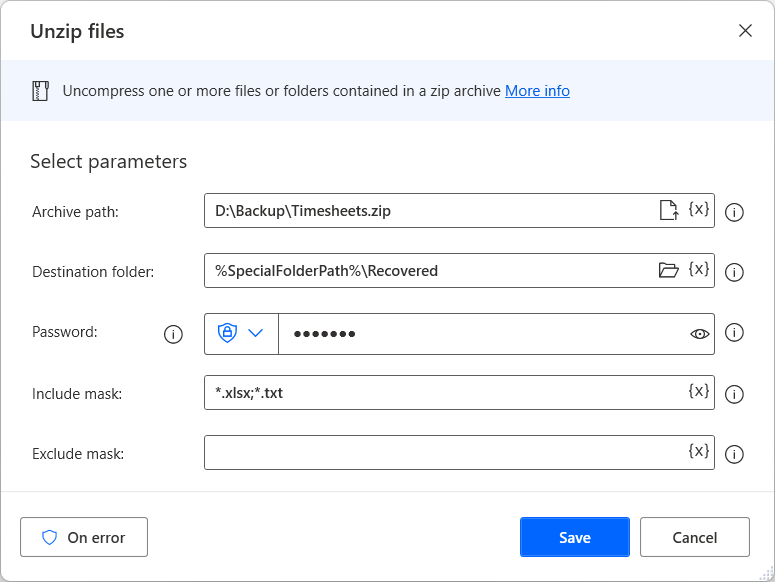 Unzip files
Uncompress one or more files or folders contained in a zip archive More info
Select parameters
Archive path: D:\Backup\Timesheets.zip {x}
Destination folder: %SpecialFolderPath%\Recovered {x}
Password: •••••••
Include mask: *.xlsx;*.txt {x}
Exclude mask: {x}
On error Save Cancel